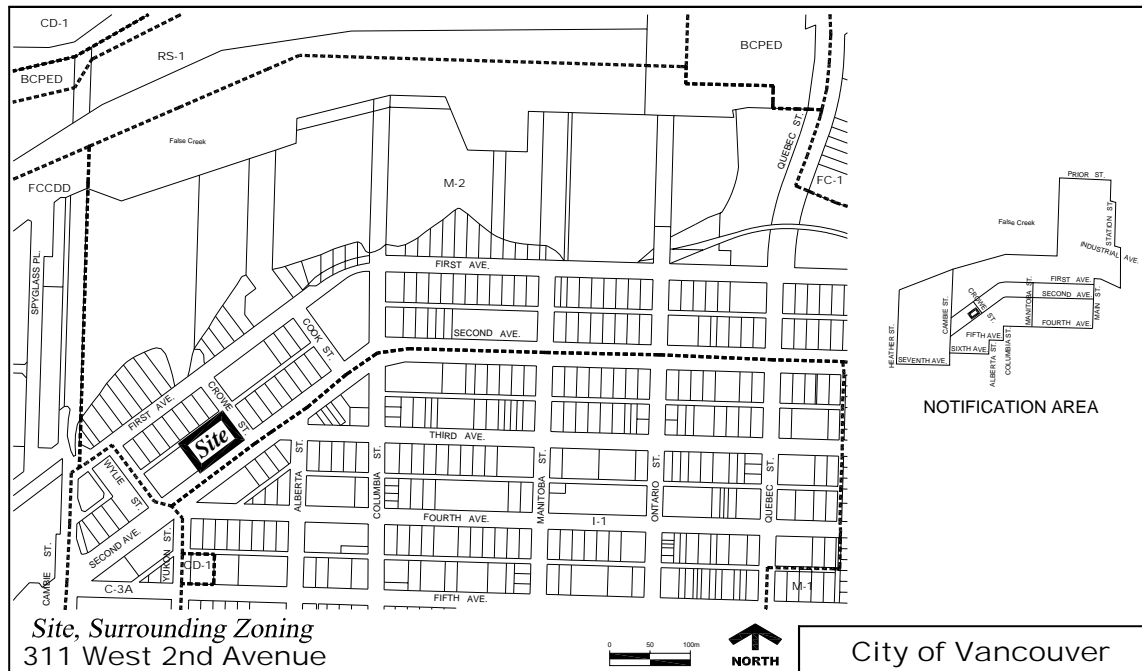 CD-1
RS-1
BCPED
BCPED
False Creek
QUEBEC ST.
FCCDD
M-2
FC-1
SPYGLASS PL.
FIRST AVE.
COOK ST.
SECOND AVE.
FIRST AVE.
CROWE ST.
Site
THIRD AVE.
WYLIE ST.
ALBERTA ST.
COLUMBIA ST.
MANITOBA ST.
ONTARIO ST.
QUEBEC ST.
FOURTH AVE.
I-1
SECOND AVE.
YUKON ST.
CD-1
CAMBIE ST.
C-3A
FIFTH AVE.
M-1
PRIOR ST.
False Creek
STATION ST.
INDUSTRIAL AVE.
FIRST AVE.
SECOND AVE.
CROWE ST.
MANITOBA ST.
MAIN ST.
CAMBIE ST.
FOURTH AVE.
FIFTH AVE.
HEATHER ST.
SIXTH AVE.
SEVENTH AVE.
ALBERTA ST.
COLUMBIA ST.
NOTIFICATION AREA
Site, Surrounding Zoning
311 West 2nd Avenue
0 50 100m
NORTH
City of Vancouver